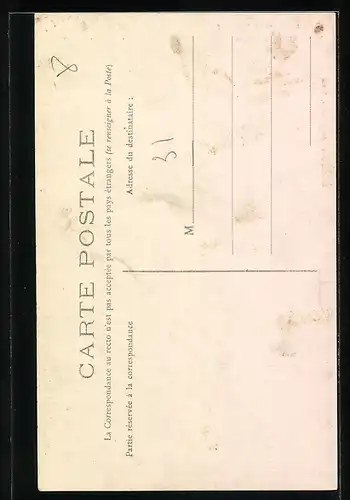 8
CARTE POSTALE
La Correspondance au recto n'est pas acceptée par tous les pays étrangers (se renseigner à la Poste)
Partie réservée à la correspondance
Adresse du destinataire :
31
M